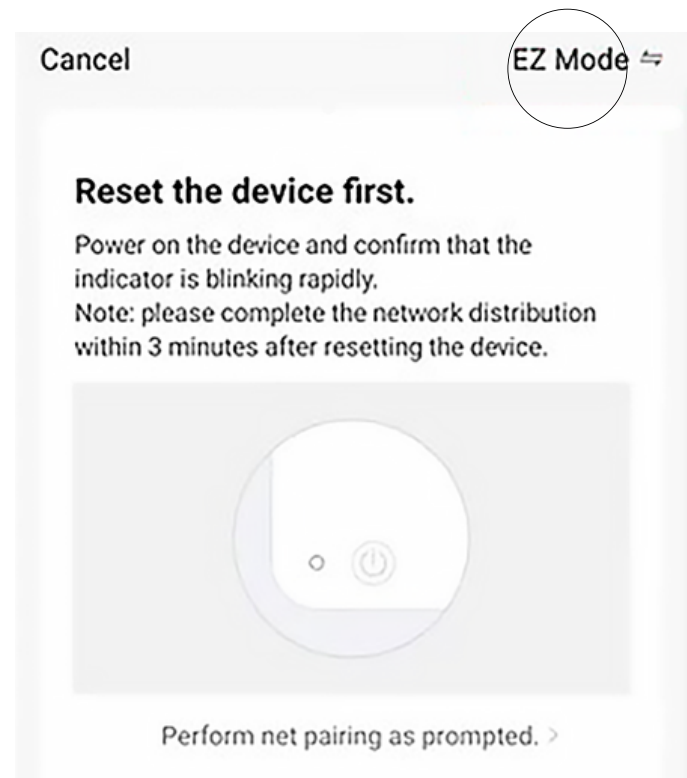 Cancel
EZ Mode ⇋
Reset the device first.
Power on the device and confirm that the
indicator is blinking rapidly.
Note: please complete the network distribution
within 3 minutes after resetting the device.
Perform net pairing as prompted. >